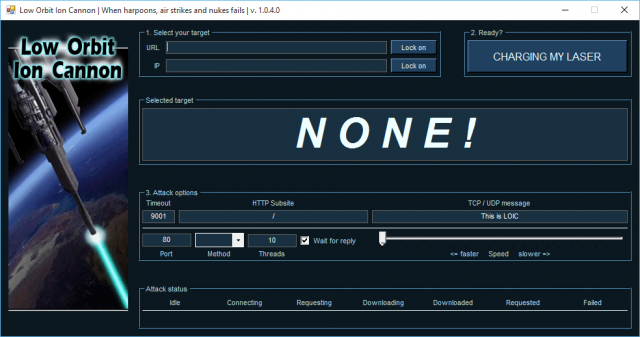 Low Orbit Ion Cannon | When harpoons, air strikes and nukes fails | v. 1.0.4.0
Low Orbit
Ion Cannon
1. Select your target
URL
Lock on
IP
Lock on
2. Ready?
CHARGING MY LASER
Selected target
NONE!
3. Attack options
Timeout HTTP Subsite TCP / UDP message
9001 / This is LOIC
80 10 Wait for reply
Port Method Threads <= faster Speed slower =>
Attack status
Idle Connecting Requesting Downloading Downloaded Requested Failed